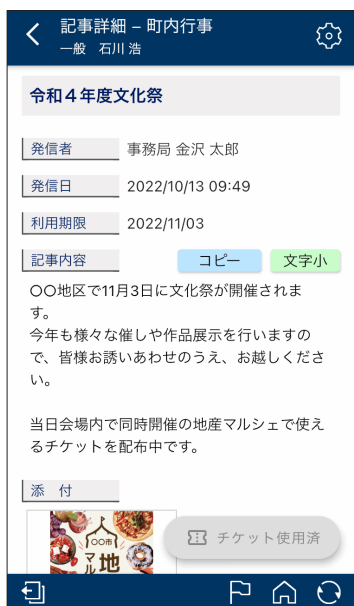 記事詳細 – 町内行事
一般　石川 浩
令和４年度文化祭
発信者　事務局 金沢 太郎
発信日　2022/10/13 09:49
利用期限　2022/11/03
記事内容　コピー　文字小
〇〇地区で11月3日に文化祭が開催されま
す。
今年も様々な催しや作品展示を行いますの
で、皆様お誘いあわせのうえ、お越しくださ
い。
当日会場内で同時開催の地産マルシェで使え
るチケットを配布中です。
添　付
〇〇市
地
マル
チケット使用済